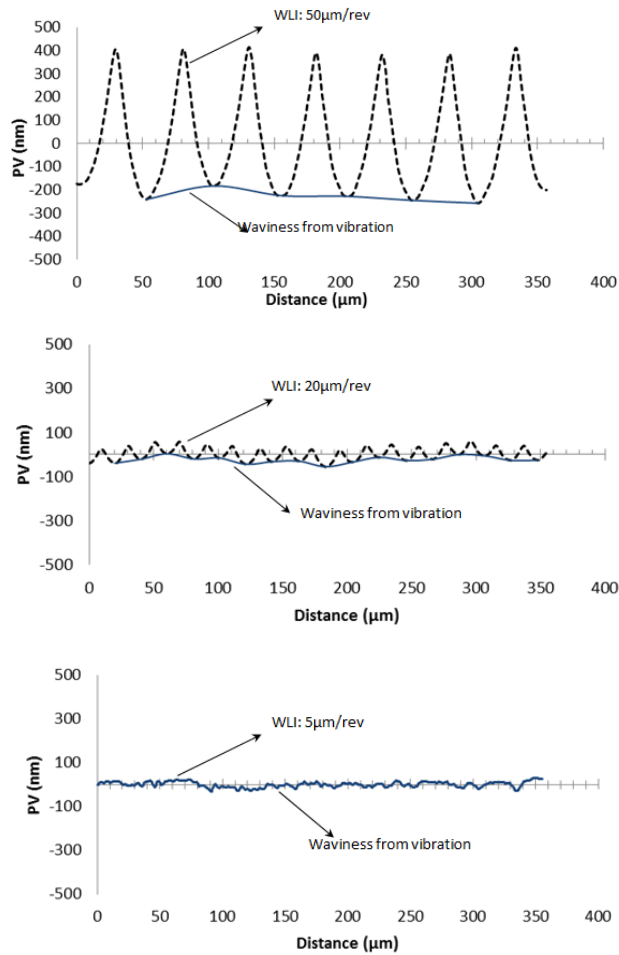 WLI: 50µm/rev
500
400
300
200
100
0
-100
-200
-300
-400
-500
PV (nm)
Waviness from vibration
0 50 100 150 200 250 300 350 400
Distance (µm)
500
300
100
-100
-300
-500
PV (nm)
WLI: 20µm/rev
Waviness from vibration
0 50 100 150 200 250 300 350 400
Distance (µm)
500
300
100
-100
-300
-500
PV (nm)
WLI: 5µm/rev
Waviness from vibration
0 50 100 150 200 250 300 350 400
Distance (µm)